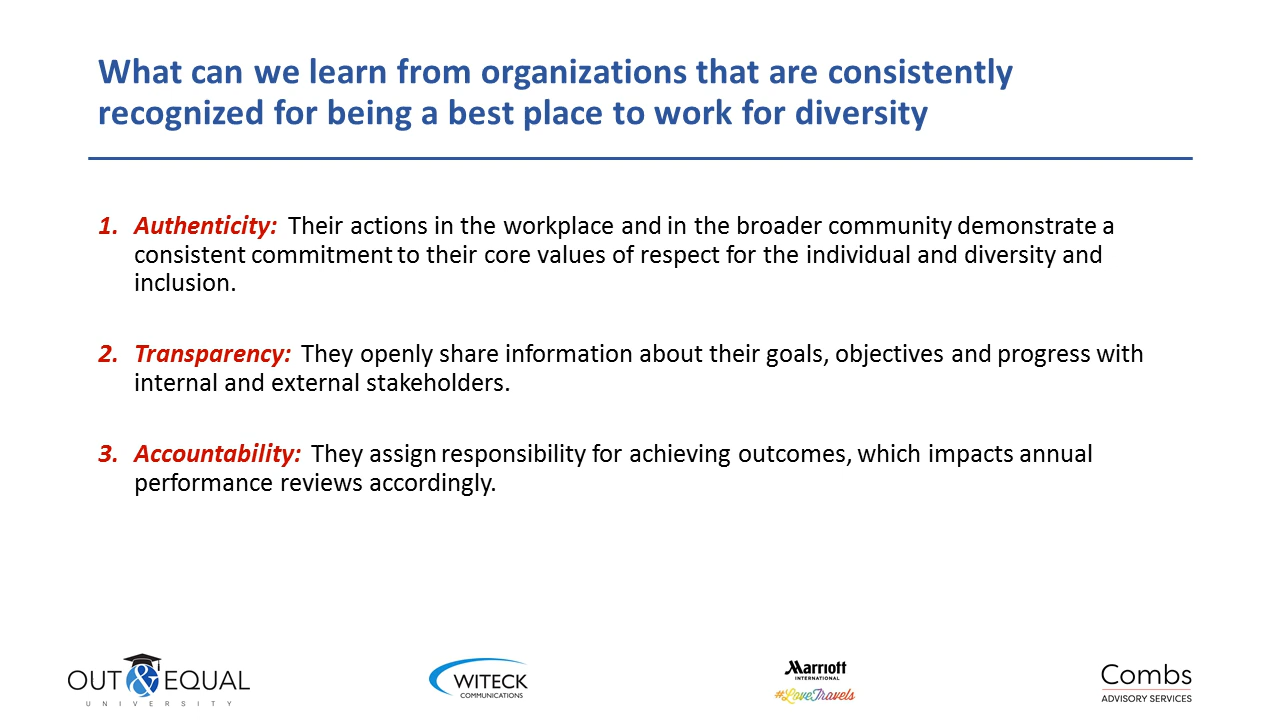 What can we learn from organizations that are consistently
recognized for being a best place to work for diversity
1. Authenticity: Their actions in the workplace and in the broader community demonstrate a
consistent commitment to their core values of respect for the individual and diversity and
inclusion.
2. Transparency: They openly share information about their goals, objectives and progress with
internal and external stakeholders.
3. Accountability: They assign responsibility for achieving outcomes, which impacts annual
performance reviews accordingly.
OUT & EQUAL
UNIVERSITY
WITECK
COMMUNICATIONS
Marriott
INTERNATIONAL
#LoveTravels
Combs
ADVISORY SERVICES